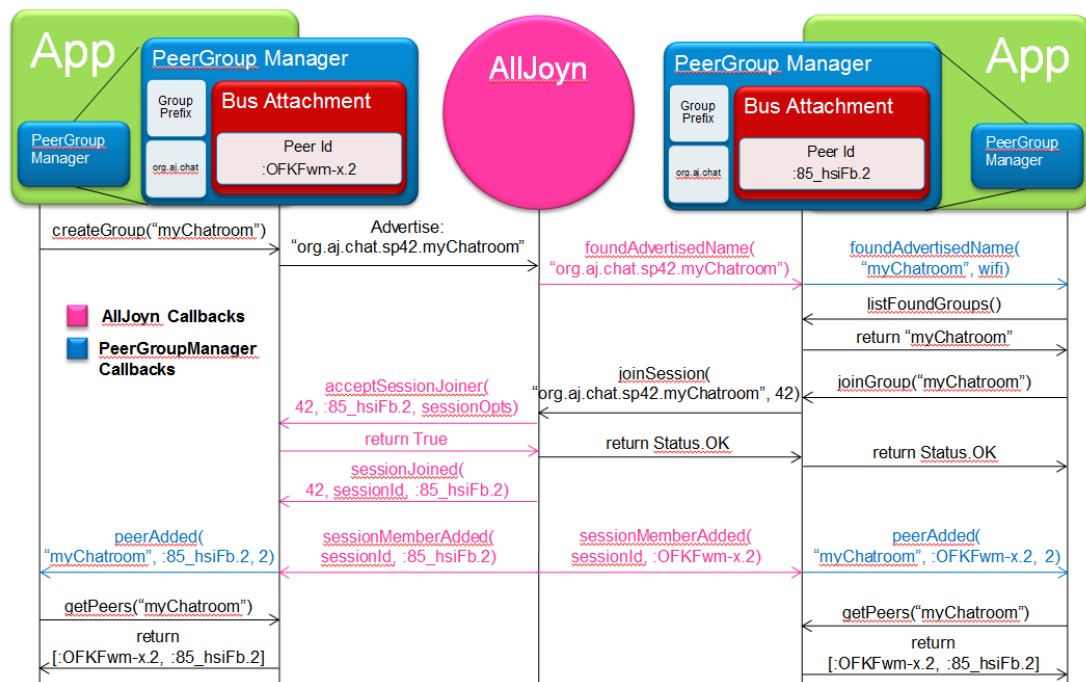 App
PeerGroup Manager
Group
Prefix
org.aj.chat
Bus Attachment
Peer Id
:OFKFwm-x.2
PeerGroup
Manager
AllJoyn
PeerGroup Manager
Group
Prefix
org.aj.chat
Bus Attachment
Peer Id
:85_hsiFb.2
App
PeerGroup
Manager
createGroup(“myChatroom”)
Advertise:
“org.aj.chat.sp42.myChatroom”
foundAdvertisedName(
“org.aj.chat.sp42.myChatroom”)
foundAdvertisedName(
“myChatroom”, wifi)
listFoundGroups()
return “myChatroom”
AllJoyn Callbacks
PeerGroupManager
Callbacks
joinGroup(“myChatroom”)
joinSession(
“org.aj.chat.sp42.myChatroom”, 42)
acceptSessionJoiner(
42, :85_hsiFb.2, sessionOpts)
return True
return Status.OK
return Status.OK
sessionJoined(
42, sessionId, :85_hsiFb.2)
peerAdded(
“myChatroom”, :85_hsiFb.2, 2)
sessionMemberAdded(
sessionId, :85_hsiFb.2)
sessionMemberAdded(
sessionId, :OFKFwm-x.2)
peerAdded(
“myChatroom”, :OFKFwm-x.2, 2)
getPeers(“myChatroom”)
return
[:OFKFwm-x.2, :85_hsiFb.2]
getPeers(“myChatroom”)
return
[:OFKFwm-x.2, :85_hsiFb.2]